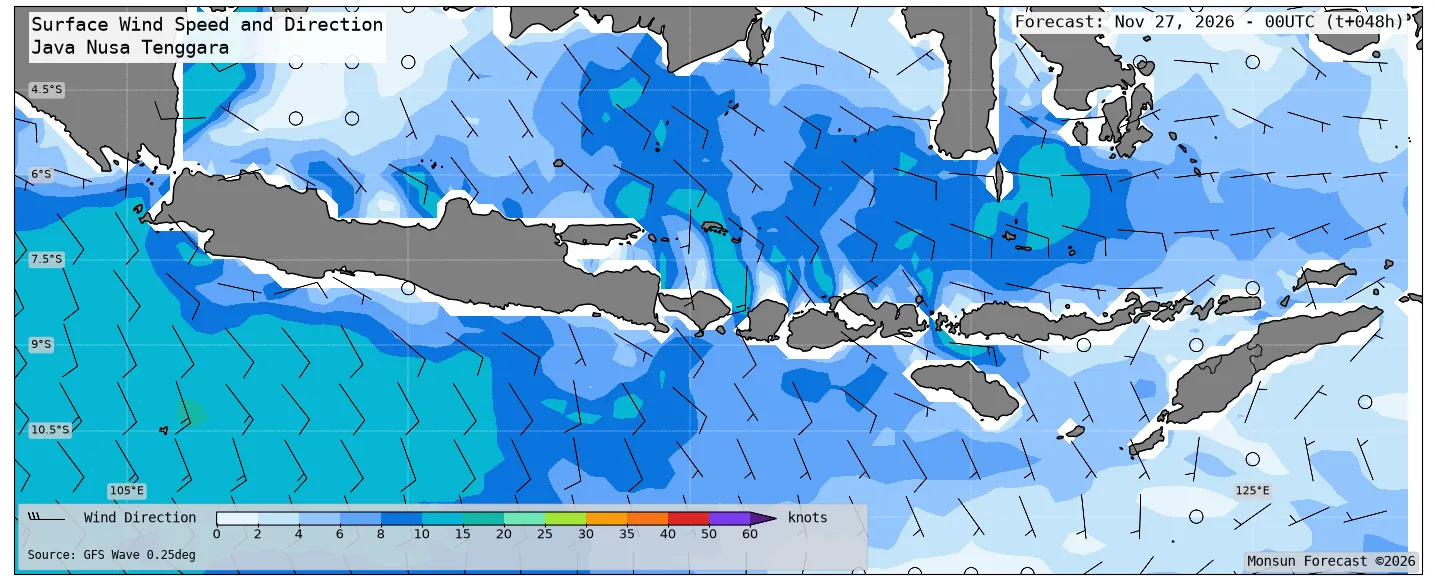 Surface Wind Speed and Direction
Java Nusa Tenggara
Forecast: Nov 27, 2026 - 00UTC (t+048h)
4.5°S
6°S
7.5°S
9°S
10.5°S
105°E
125°E
Wind Direction
0 2 4 6 8 10 15 20 25 30 35 40 50 60
knots
Source: GFS Wave 0.25deg
Monsun Forecast ©2026